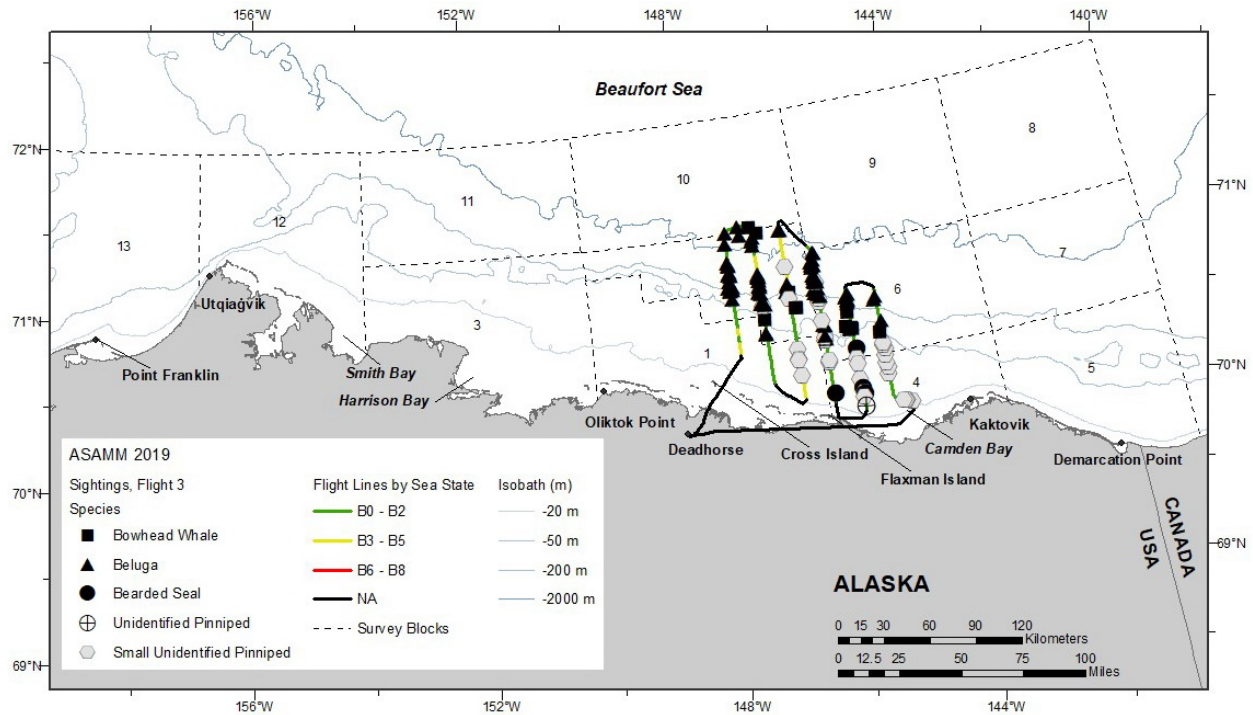 156°W 152°W 148°W 144°W 140°W
Beaufort Sea
8
72°N
9
10
71°N
11
12
13
7
6
Utqiaġvik
71°N
3
1
70°N
5
Point Franklin
Smith Bay
4
Harrison Bay
Oliktok Point
Kaktovik
Deadhorse
Cross Island
Camden Bay
Demarcation Point
Flaxman Island
70°N
ASAMM 2019
Sightings, Flight 3
Species
Bowhead Whale
Beluga
Bearded Seal
Unidentified Pinniped
Small Unidentified Pinniped
Flight Lines by Sea State
B0 - B2
B3 - B5
B6 - B8
NA
Survey Blocks
Isobath (m)
-20 m
-50 m
-200 m
-2000 m
CANADA
USA
69°N
ALASKA
0 15 30 60 90 120
Kilometers
0 12.5 25 50 75 100
Miles
69°N
156°W 152°W 148°W 144°W